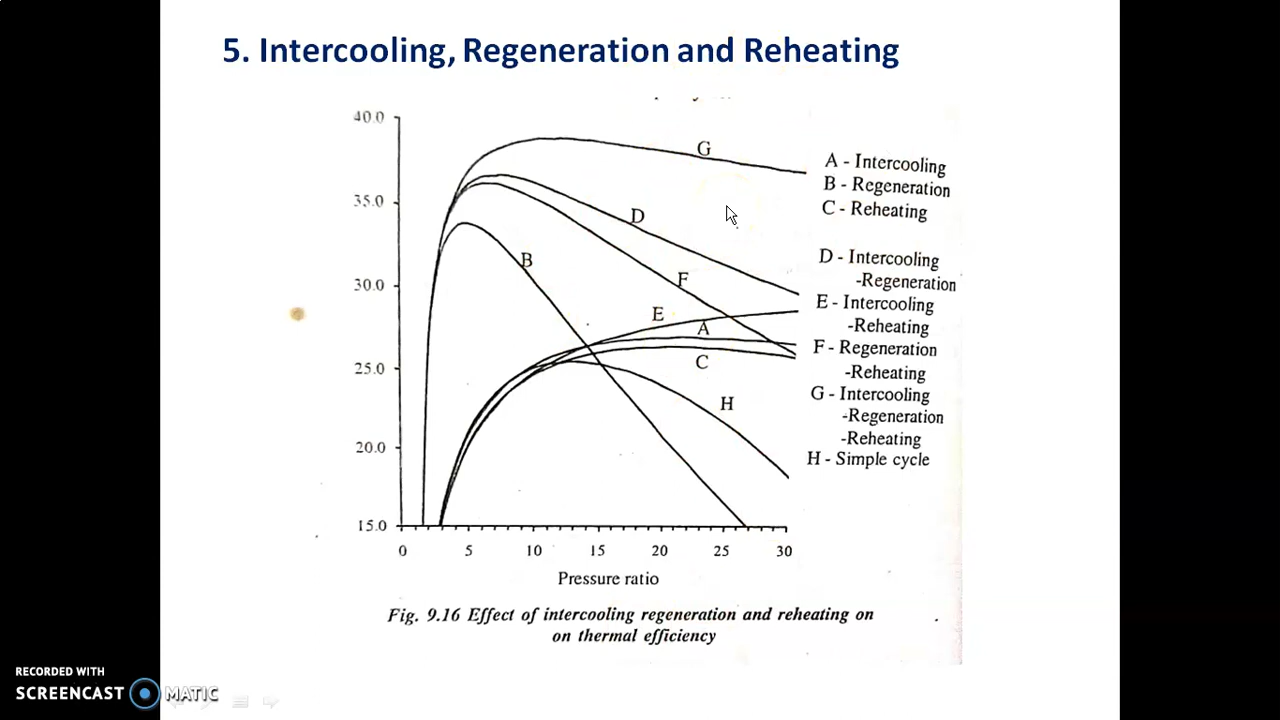 5. Intercooling, Regeneration and Reheating
40.0
35.0
30.0
25.0
20.0
15.0
0 5 10 15 20 25 30
Pressure ratio
G
D
B
F
E
A
C
H
A - Intercooling
B - Regeneration
C - Reheating
D - Intercooling
-Regeneration
E - Intercooling
-Reheating
F - Regeneration
-Reheating
G - Intercooling
-Regeneration
-Reheating
H - Simple cycle
Fig. 9.16 Effect of intercooling regeneration and reheating on
on thermal efficiency
RECORDED WITH
SCREENCAST MATIC